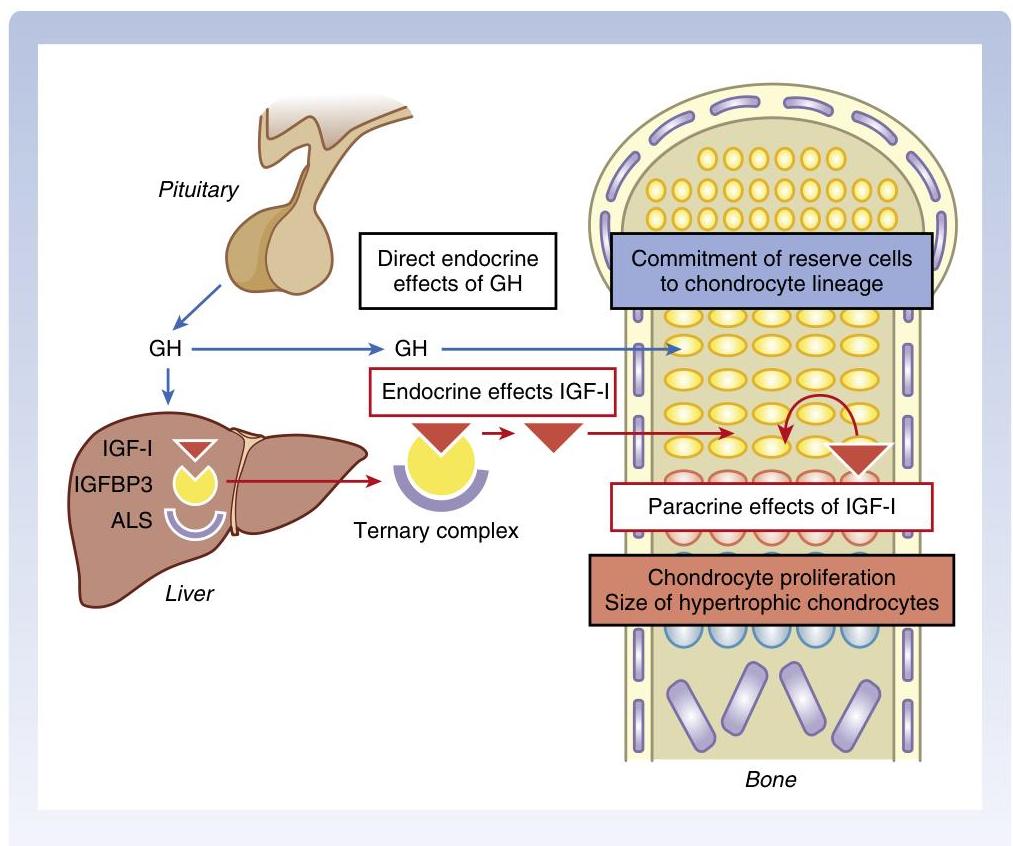 Pituitary
Direct endocrine
effects of GH
Commitment of reserve cells
to chondrocyte lineage
GH
GH
Endocrine effects IGF-I
IGF-I
IGFBP3
ALS
Ternary complex
Liver
Paracrine effects of IGF-I
Chondrocyte proliferation
Size of hypertrophic chondrocytes
Bone